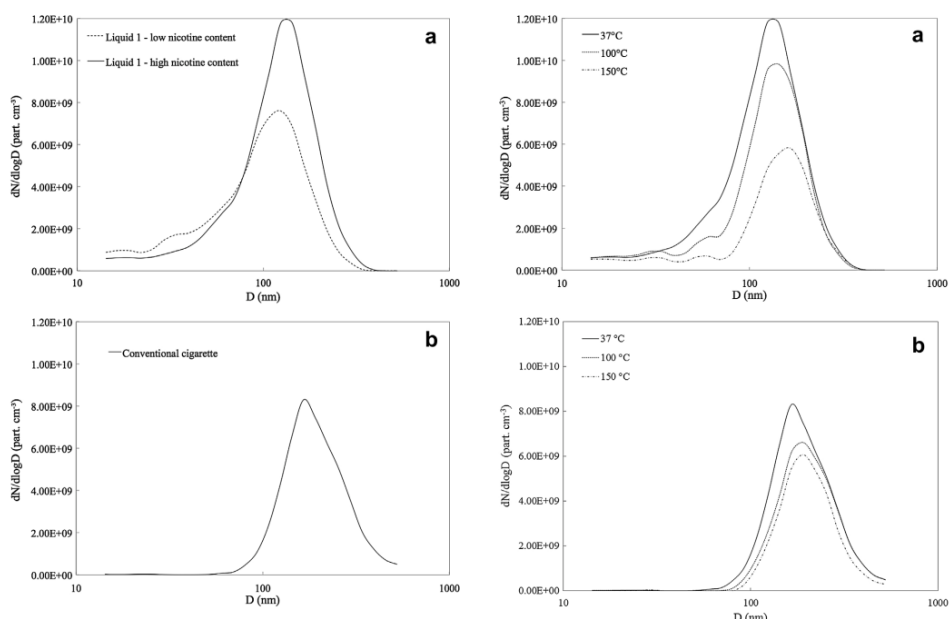 1.20E+10
1.00E+10
8.00E+09
6.00E+09
4.00E+09
2.00E+09
0.00E+00
dN/dlogD (part. cm⁻³)
Liquid 1 - low nicotine content
Liquid 1 - high nicotine content
a
10
100
1000
D (nm)
1.20E+10
1.00E+10
8.00E+09
6.00E+09
4.00E+09
2.00E+09
0.00E+00
dN/dlogD (part. cm⁻³)
37°C
100°C
150°C
a
10
100
1000
D (nm)
1.20E+10
1.00E+10
8.00E+09
6.00E+09
4.00E+09
2.00E+09
0.00E+00
dN/dlogD (part. cm⁻³)
Conventional cigarette
b
10
100
1000
D (nm)
1.20E+10
1.00E+10
8.00E+09
6.00E+09
4.00E+09
2.00E+09
0.00E+00
dN/dlogD (part. cm⁻³)
37 °C
100 °C
150 °C
b
10
100
1000
D (nm)